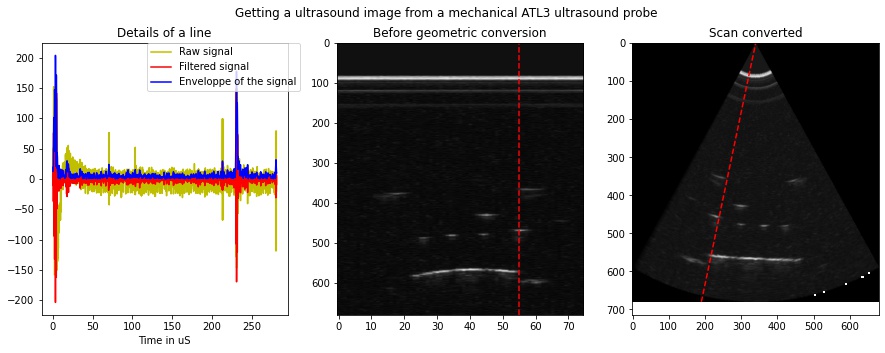 Getting a ultrasound image from a mechanical ATL3 ultrasound probe
Details of a line
Raw signal
Filtered signal
Enveloppe of the signal
200
150
100
50
0
−50
−100
−150
−200
0 50 100 150 200 250
Time in uS
Before geometric conversion
0
100
200
300
400
500
600
0 10 20 30 40 50 60 70
Scan converted
0
100
200
300
400
500
600
700
0 100 200 300 400 500 600